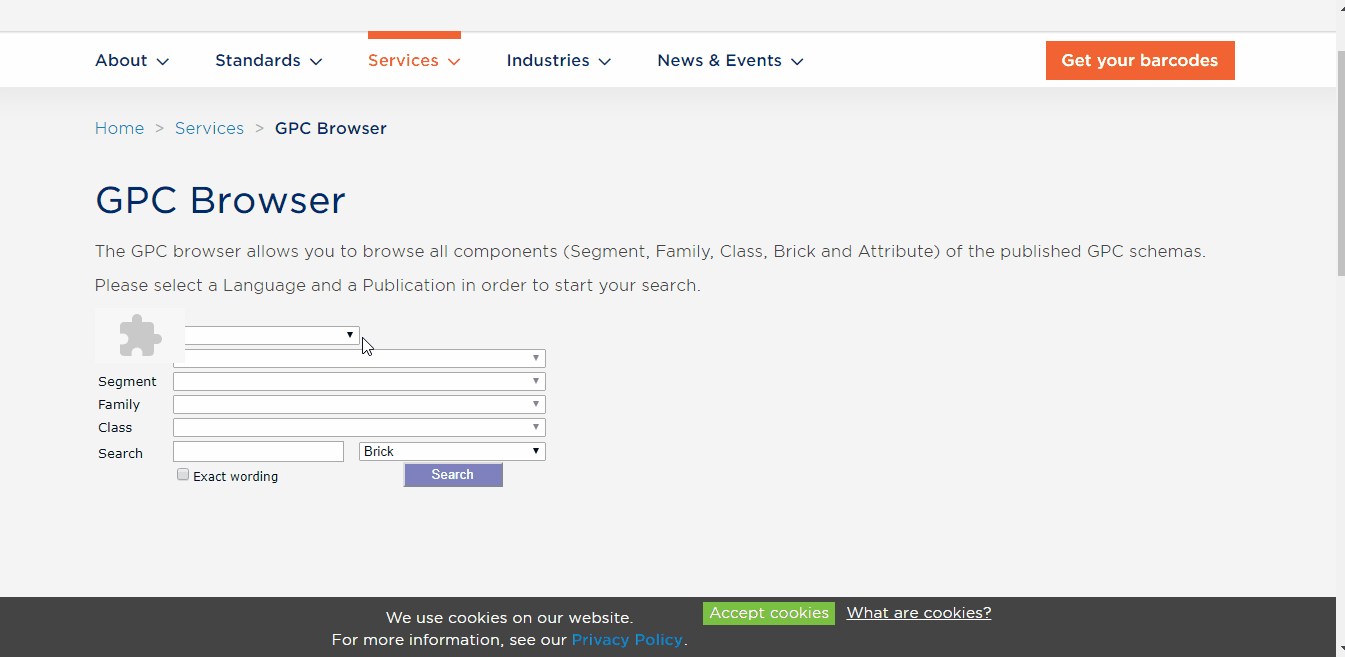 About Standards Services Industries News & Events Get your barcodes
Home > Services > GPC Browser
GPC Browser
The GPC browser allows you to browse all components (Segment, Family, Class, Brick and Attribute) of the published GPC schemas.
Please select a Language and a Publication in order to start your search.
Segment
Family
Class
Search Brick
Exact wording Search
We use cookies on our website. Accept cookies What are cookies?
For more information, see our Privacy Policy.